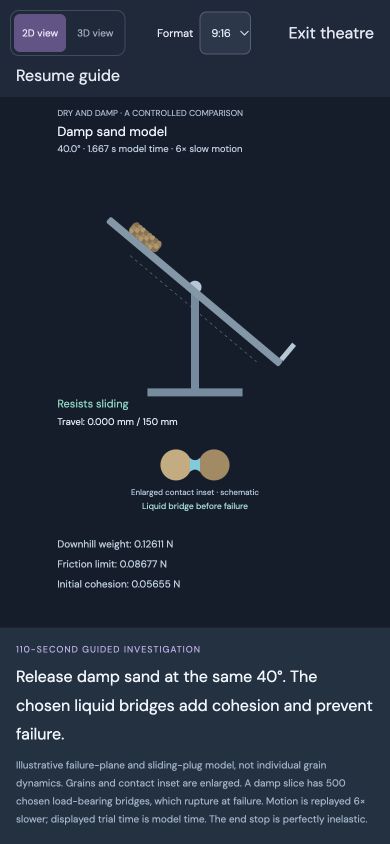 2D view
3D view
Format
9:16
Exit theatre
Resume guide
DRY AND DAMP · A CONTROLLED COMPARISON
Damp sand model
40.0° · 1.667 s model time · 6× slow motion
Resists sliding
Travel: 0.000 mm / 150 mm
Enlarged contact inset · schematic
Liquid bridge before failure
Downhill weight: 0.12611 N
Friction limit: 0.08677 N
Initial cohesion: 0.05655 N
110-SECOND GUIDED INVESTIGATION
Release damp sand at the same 40°. The
chosen liquid bridges add cohesion and prevent
failure.
Illustrative failure-plane and sliding-plug model, not individual grain
dynamics. Grains and contact inset are enlarged. A damp slice has 500
chosen load-bearing bridges, which rupture at failure. Motion is replayed 6×
slower; displayed trial time is model time. The end stop is perfectly inelastic.